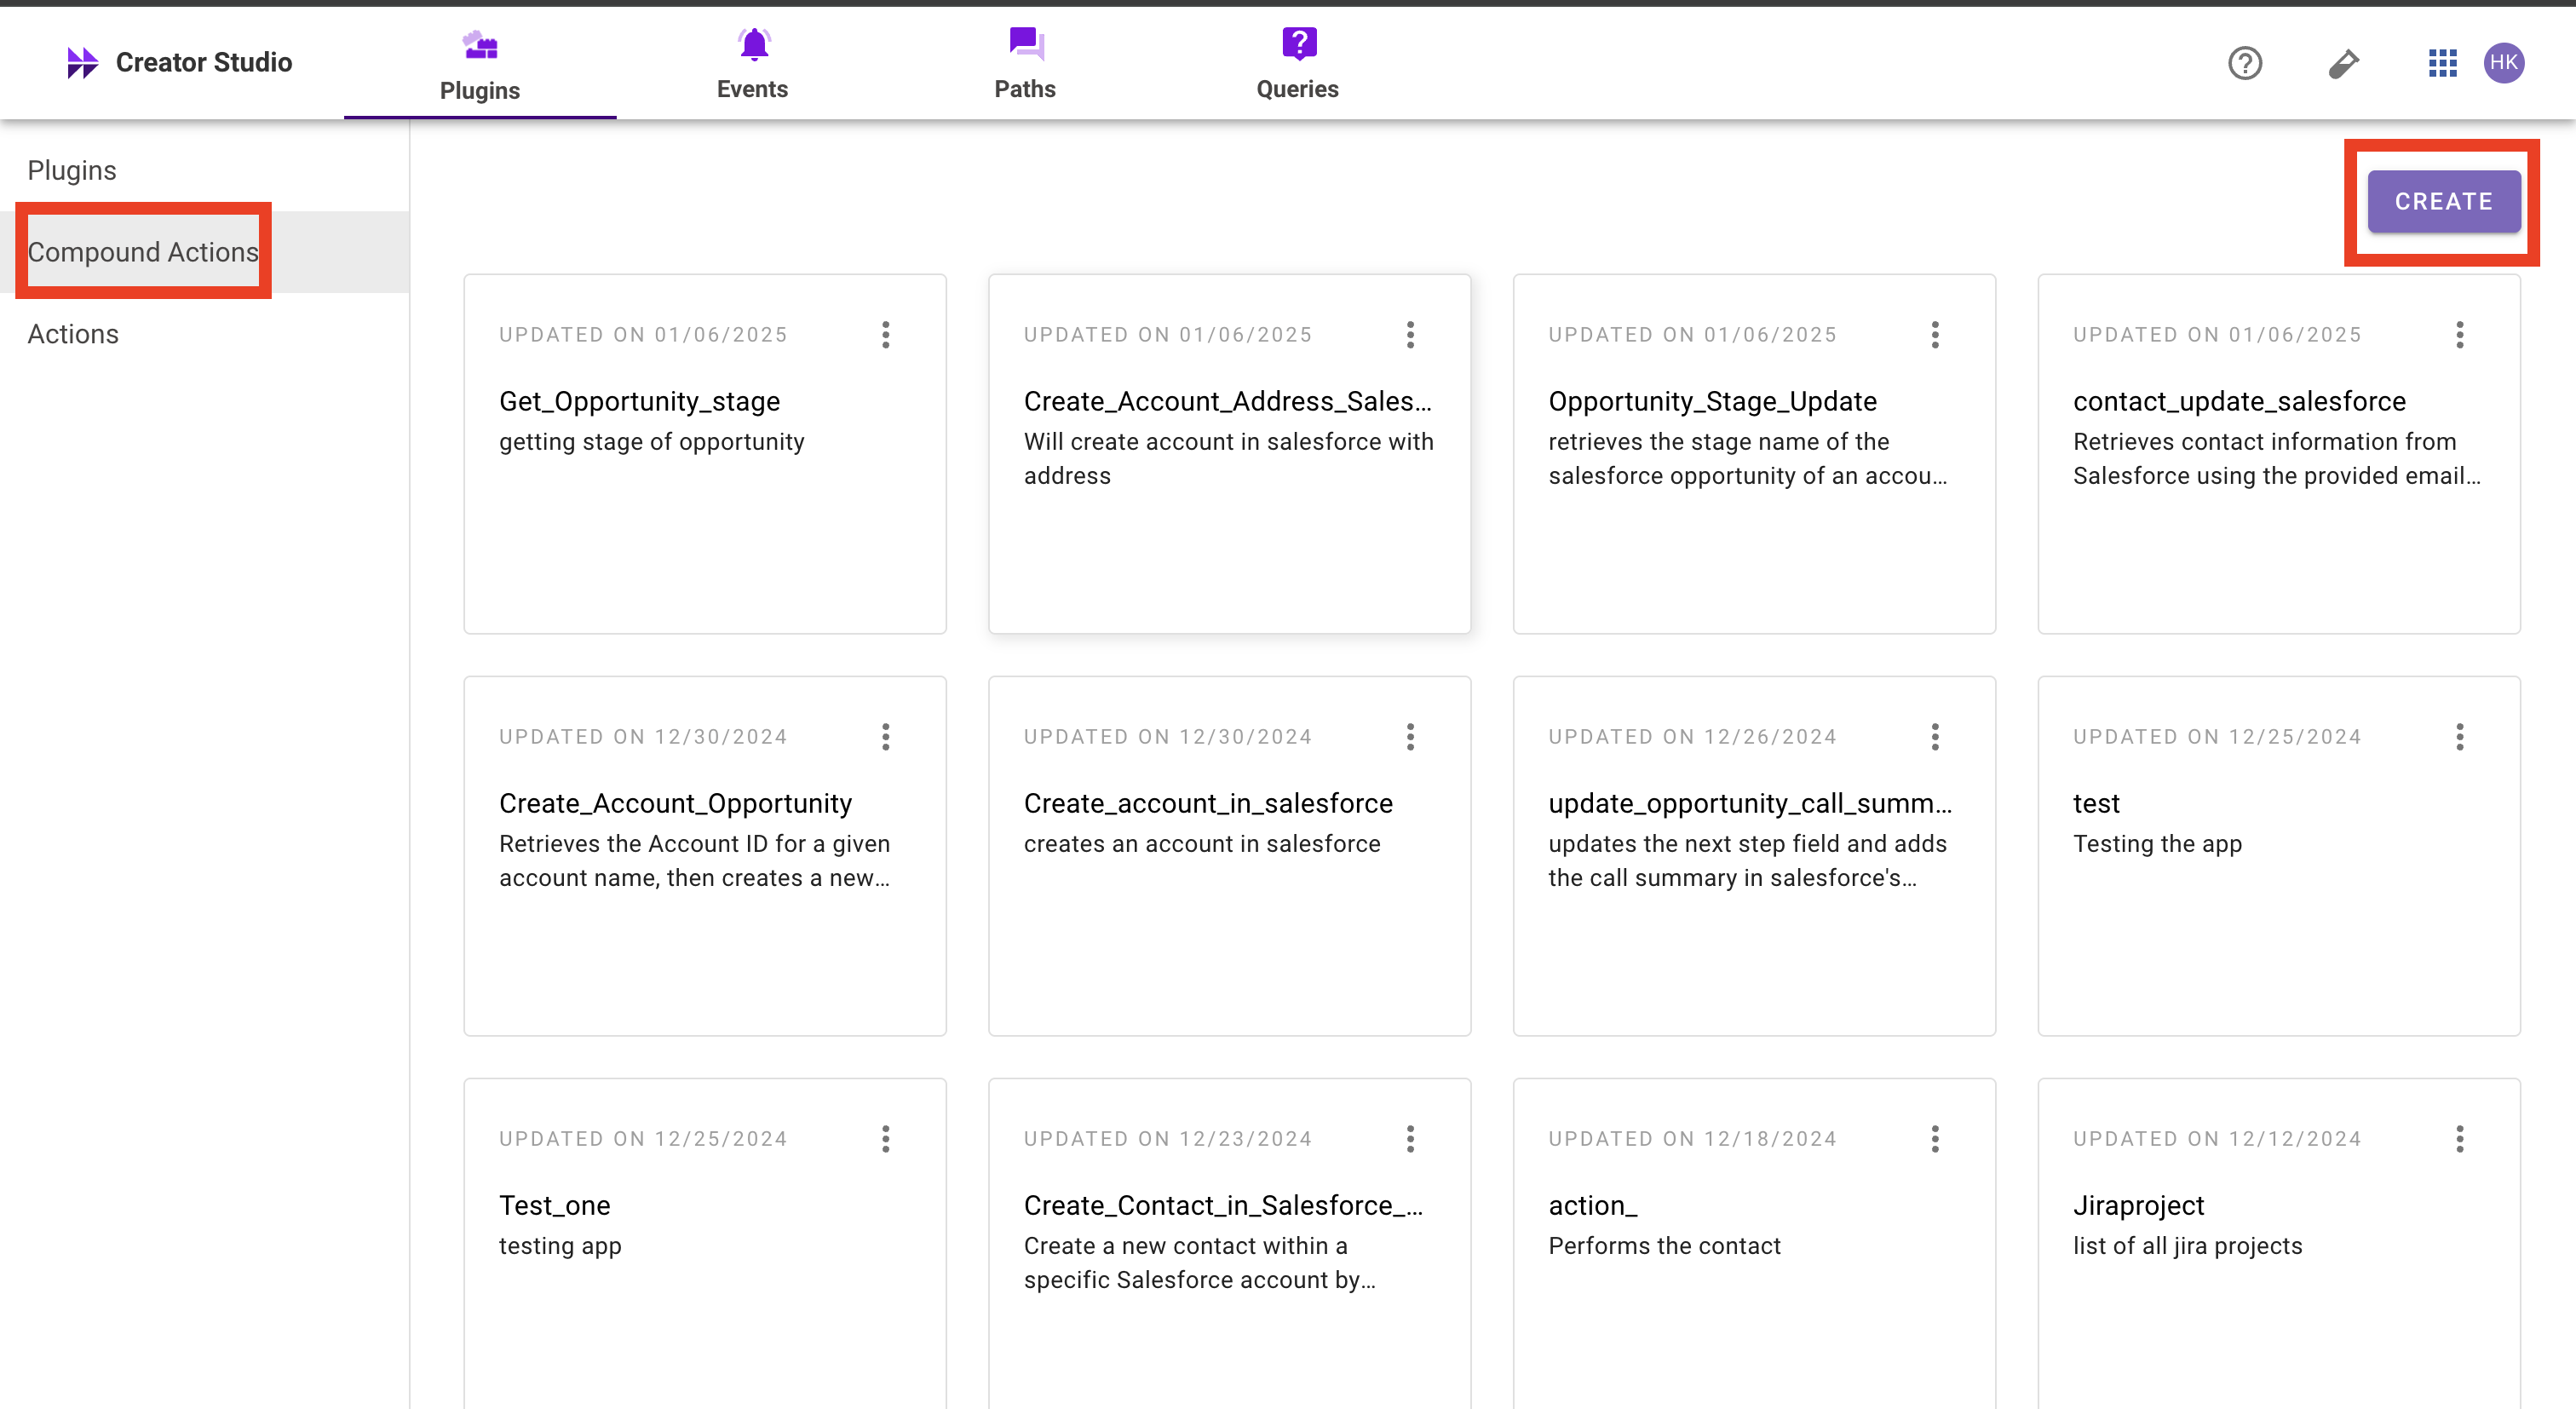 Creator Studio
Plugins
Events
Paths
?
Queries
?
HK
Plugins
Compound Actions
Actions
CREATE
UPDATED ON 01/06/2025
Get_Opportunity_stage
getting stage of opportunity
UPDATED ON 01/06/2025
Create_Account_Address_Sales...
Will create account in salesforce with
address
UPDATED ON 01/06/2025
Opportunity_Stage_Update
retrieves the stage name of the
salesforce opportunity of an accou...
UPDATED ON 01/06/2025
contact_update_salesforce
Retrieves contact information from
Salesforce using the provided email...
UPDATED ON 12/30/2024
Create_Account_Opportunity
Retrieves the Account ID for a given
account name, then creates a new...
UPDATED ON 12/30/2024
Create_account_in_salesforce
creates an account in salesforce
UPDATED ON 12/26/2024
update_opportunity_call_summ...
updates the next step field and adds
the call summary in salesforce's...
UPDATED ON 12/25/2024
test
Testing the app
UPDATED ON 12/25/2024
Test_one
testing app
UPDATED ON 12/23/2024
Create_Contact_in_Salesforce_...
Create a new contact within a
specific Salesforce account by...
UPDATED ON 12/18/2024
action_
Performs the contact
UPDATED ON 12/12/2024
Jiraproject
list of all jira projects